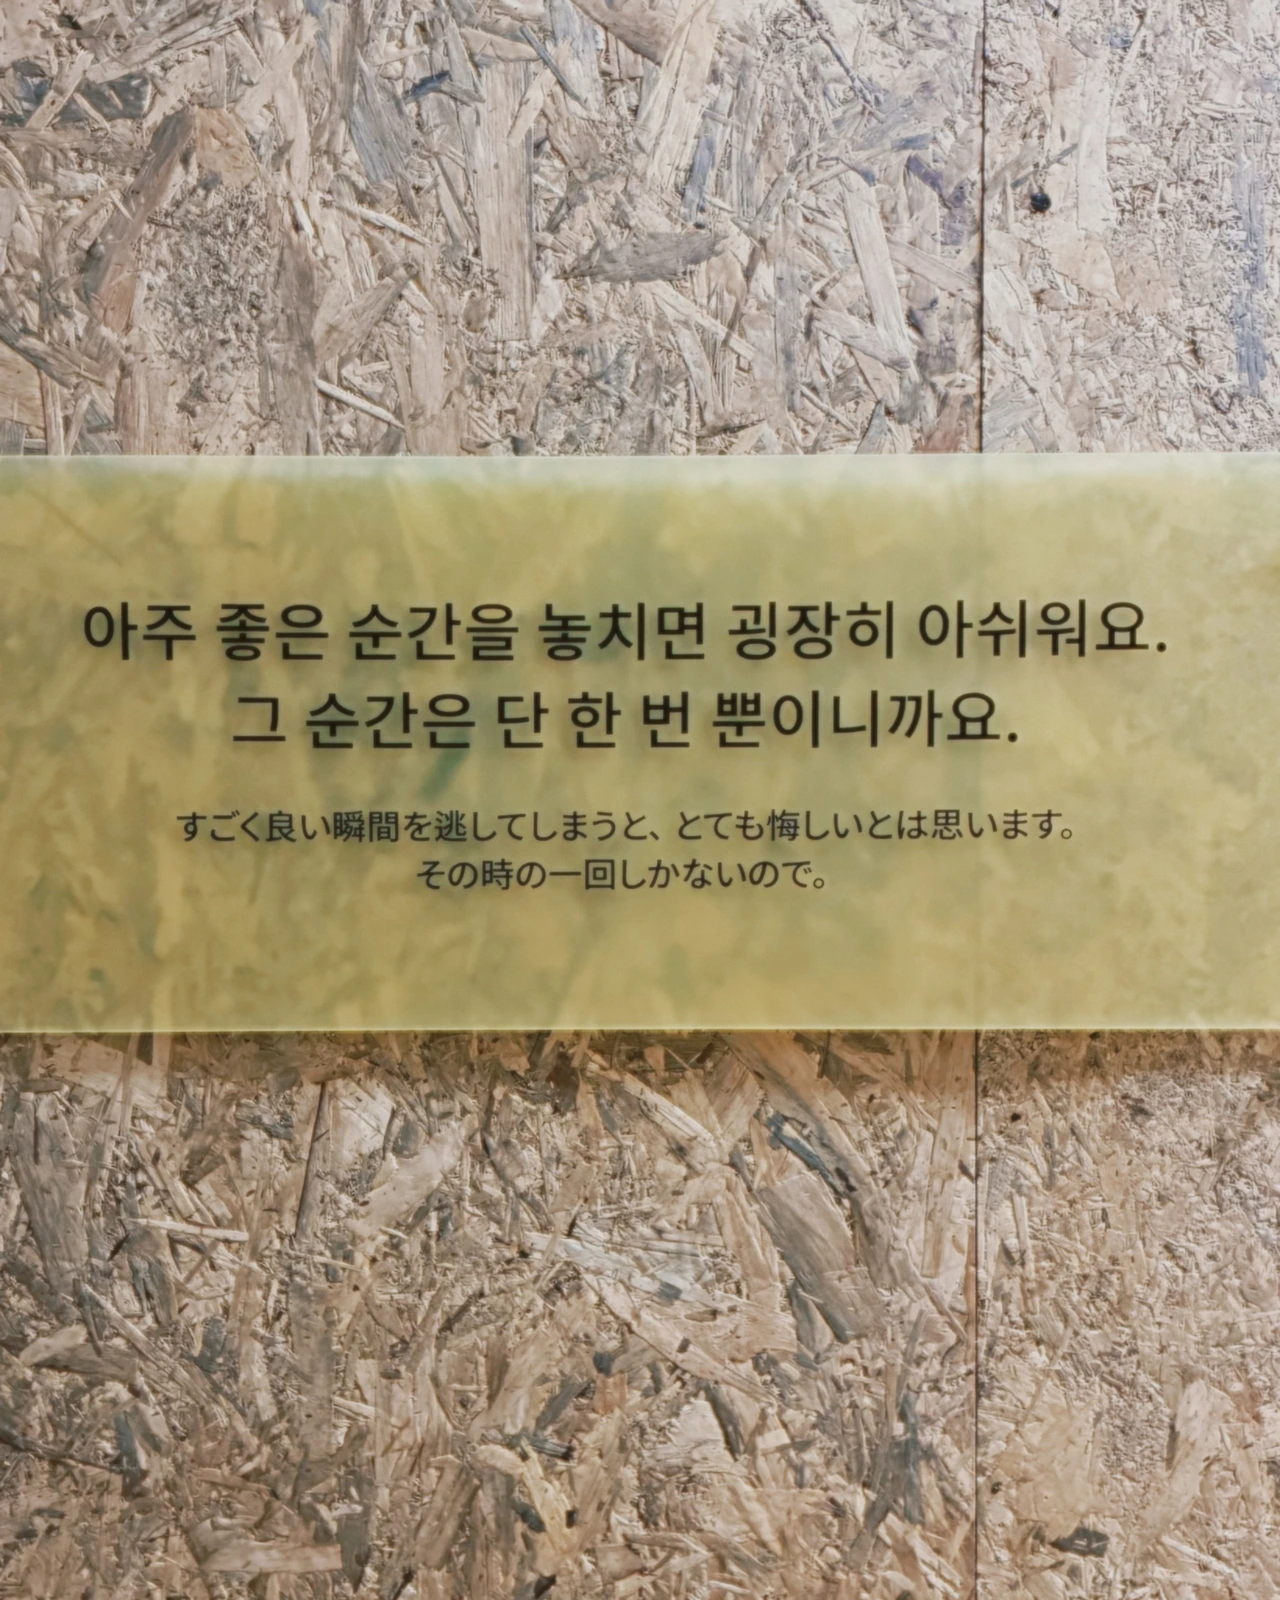 아주 좋은 순간을 놓치면 굉장히 아쉬워요.
그 순간은 단 한 번 뿐이니까요.
すごく良い瞬間を逃してしまうと、とても悔しいとは思います。
その時の一回しかないので。